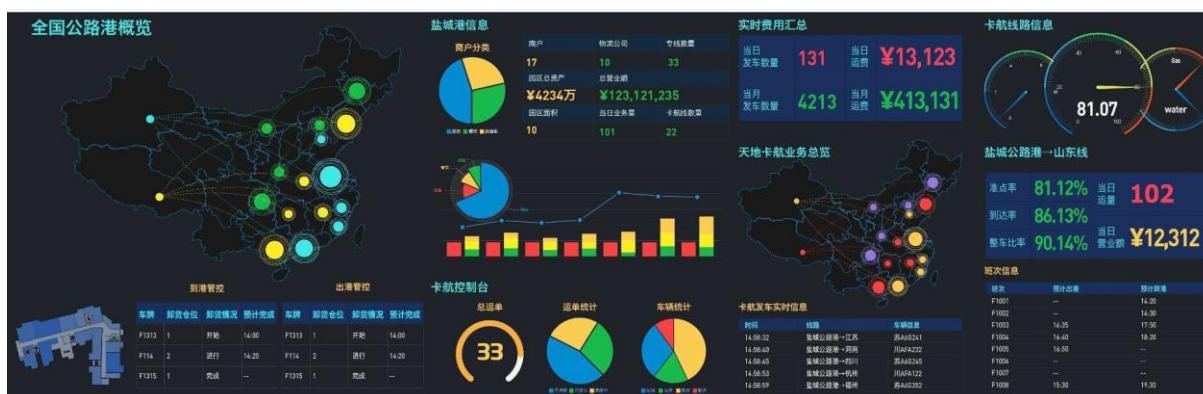 全国公路港概览
到港管控
车牌 卸货仓位 卸货情况 预计完成
F1313 1 开始 14:00
F114 2 进行 14:20
F1315 1 完成 --
出港管控
车牌 卸货仓位 卸货情况 预计完成
F1313 1 开始 14:00
F114 2 进行 14:20
F1315 1 完成 --
盐城港信息
商户分类
商户 物流公司 专线数量
17 10 33
园区总资产 总营业额
¥4234万 ¥123,121,235
园区面积 当日业务量 卡航线数量
10 101 22
卡航控制台
总运单
33
运单统计
车辆统计
实时费用汇总
当日发车数量 131 当日运费 ¥13,123
当月发车数量 4213 当月运费 ¥413,131
天地卡航业务总览
卡航发车实时信息
时间 线路 车辆信息
14:58:32 盐城公路港→江苏 苏A60241
14:58:40 盐城公路港→河南 川AFA232
14:58:45 盐城公路港→四川 苏A60245
14:58:53 盐城公路港→杭州 川AFA122
14:58:59 盐城公路港→福州 苏A60352
卡航线路信息
81.07
Gas
water
盐城公路港→山东线
准点率 81.12% 当日运量 102
到达率 86.13%
整车比率 90.14% 当日营业额 ¥12,312
班次信息
班次 预计出港 预计到港
F1001 -- 14:20
F1002 -- 14:30
F1003 16:35 17:50
F1004 16:40 18:30
F1005 16:50 --
F1006 -- --
F1007 -- --
F1008 15:30 19:30